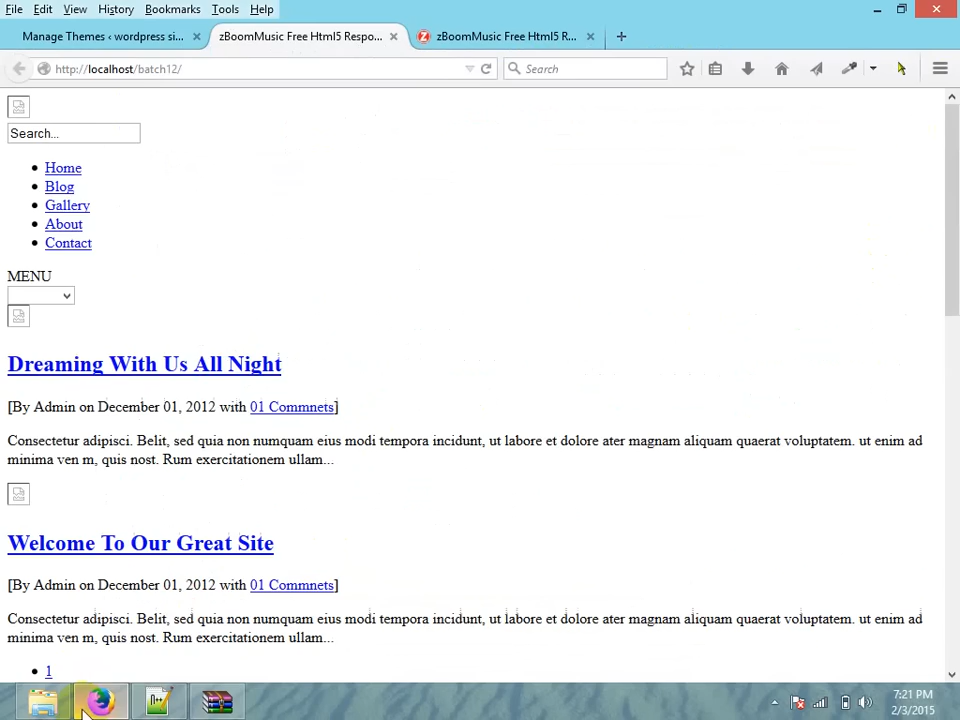 File Edit View History Bookmarks Tools Help
Manage Themes ‹ wordpress si...
zBoomMusic Free Html5 Respo...
zBoomMusic Free Html5 R...
http://localhost/batch12/
Search
Search...
Home
Blog
Gallery
About
Contact
MENU
Dreaming With Us All Night
[By Admin on December 01, 2012 with 01 Commnets]
Consectetur adipisci. Belit, sed quia non numquam eius modi tempora incidunt, ut labore et dolore ater magnam aliquam quaerat voluptatem. ut enim ad
minima ven m, quis nost. Rum exercitationem ullam...
Welcome To Our Great Site
[By Admin on December 01, 2012 with 01 Commnets]
Consectetur adipisci. Belit, sed quia non numquam eius modi tempora incidunt, ut labore et dolore ater magnam aliquam quaerat voluptatem. ut enim ad
minima ven m, quis nost. Rum exercitationem ullam...
1
7:21 PM
2/3/2015